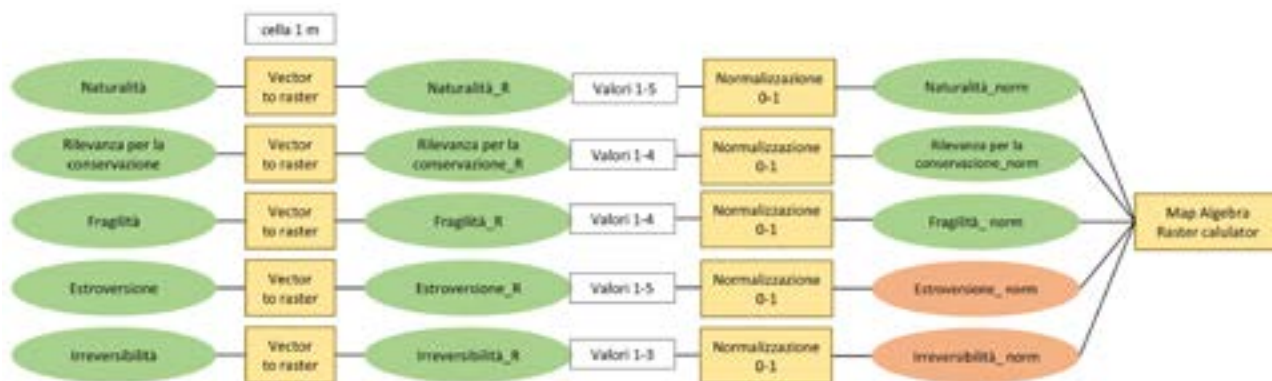 cella 1 m
Naturalità
Vector
to raster
Naturalità_R
Valori 1-5
Normalizzazione
0-1
Naturalità_norm
Rilevanza per la
conservazione
Vector
to raster
Rilevanza per la
conservazione_R
Valori 1-4
Normalizzazione
0-1
Rilevanza per la
conservazione_norm
Fragilità
Vector
to raster
Fragilità_R
Valori 1-4
Normalizzazione
0-1
Fragilità_ norm
Map Algebra
Raster calulator
Estroversione
Vector
to raster
Estroversione_R
Valori 1-5
Normalizzazione
0-1
Estroversione_ norm
Irreversibilità
Vector
to raster
Irreversibilità_R
Valori 1-3
Normalizzazione
0-1
Irreversibilità_ norm